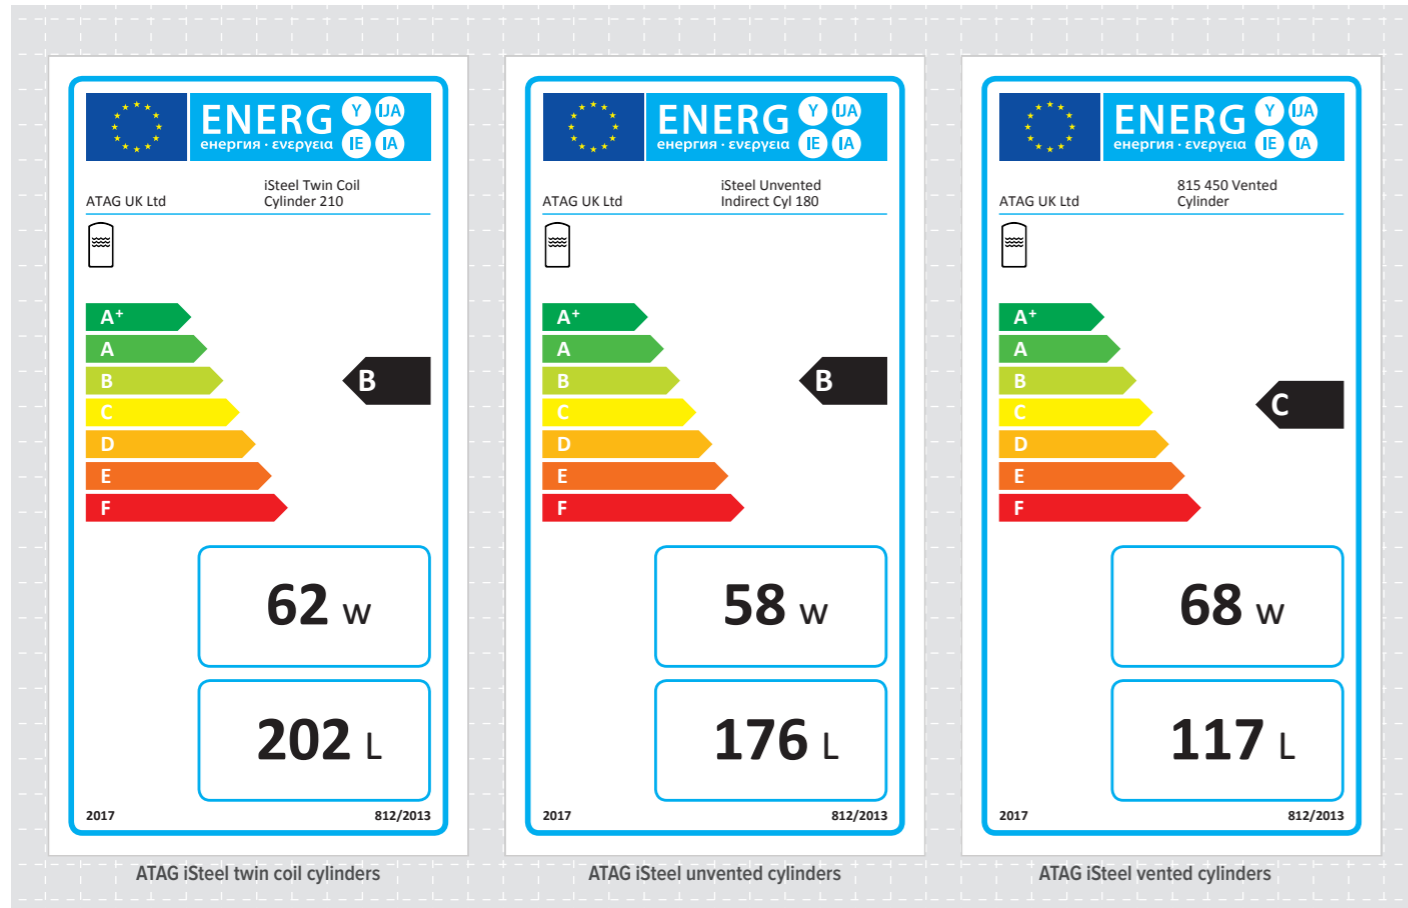 ENERG Y IJA
енергия · ενεργεια IE IA
ATAG UK Ltd
iSteel Twin Coil
Cylinder 210
A+
A
B
C
D
E
F
B
62 W
202 L
2017
812/2013
ATAG iSteel twin coil cylinders
ENERG Y IJA
енергия · ενεργεια IE IA
ATAG UK Ltd
iSteel Unvented
Indirect Cyl 180
A+
A
B
C
D
E
F
B
58 W
176 L
2017
812/2013
ATAG iSteel unvented cylinders
ENERG Y IJA
енергия · ενεργεια IE IA
ATAG UK Ltd
815 450 Vented
Cylinder
A+
A
B
C
D
E
F
C
68 W
117 L
2017
812/2013
ATAG iSteel vented cylinders